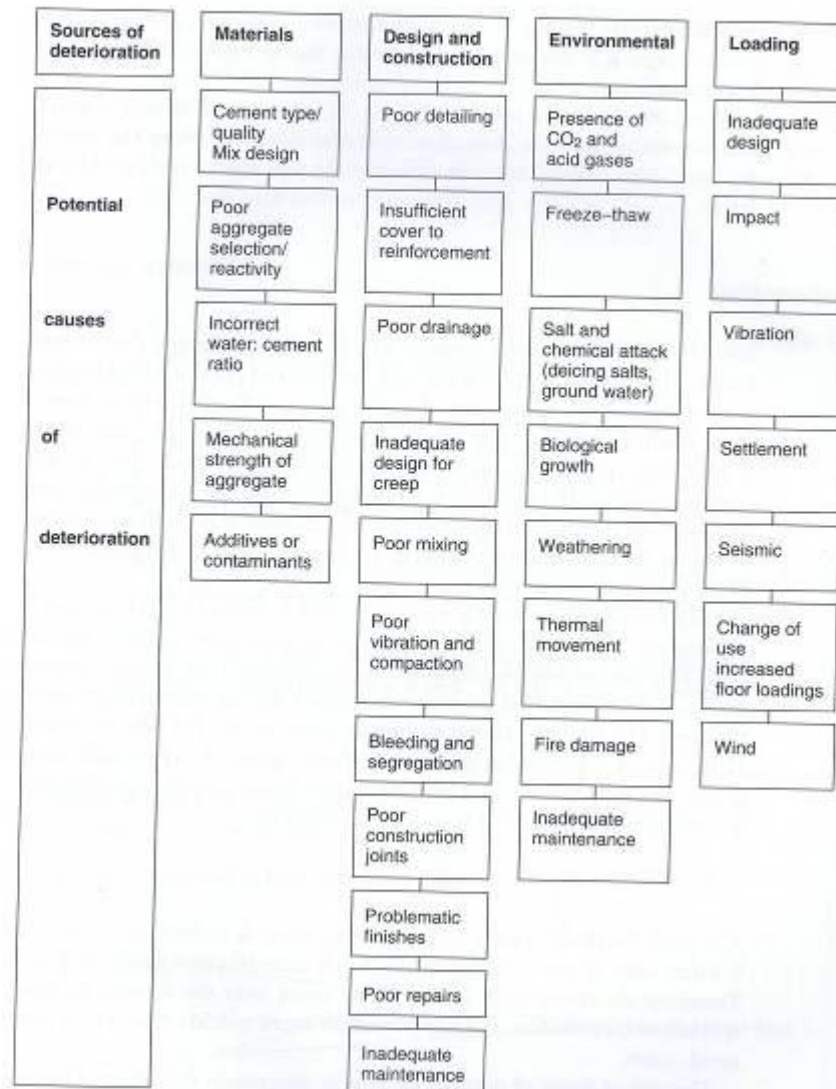 Sources of
deterioration
Potential
causes
of
deterioration
Materials
Cement type/
quality
Mix design
Poor
aggregate
selection/
reactivity
Incorrect
water: cement
ratio
Mechanical
strength of
aggregate
Additives or
contaminants
Design and
construction
Poor detailing
Insufficient
cover to
reinforcement
Poor drainage
Inadequate
design for
creep
Poor mixing
Poor
vibration and
compaction
Bleeding and
segregation
Poor
construction
joints
Problematic
finishes
Poor repairs
Inadequate
maintenance
Environmental
Presence of
CO₂ and
acid gases
Freeze–thaw
Salt and
chemical attack
(deicing salts,
ground water)
Biological
growth
Weathering
Thermal
movement
Fire damage
Inadequate
maintenance
Loading
Inadequate
design
Impact
Vibration
Settlement
Seismic
Change of
use
increased
floor loadings
Wind